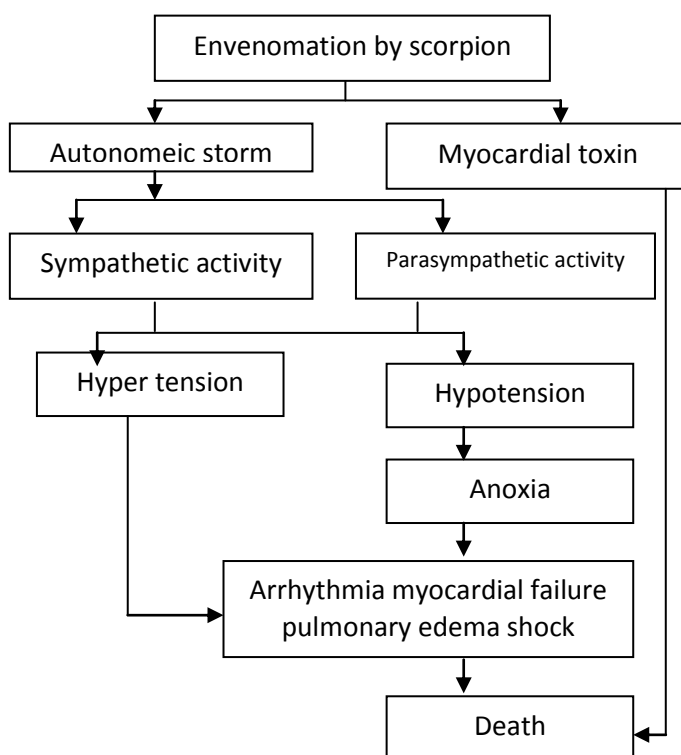 Envenomation by scorpion
Autonomeic storm
Myocardial toxin
Sympathetic activity
Parasympathetic activity
Hyper tension
Hypotension
Anoxia
Arrhythmia myocardial failure
pulmonary edema shock
Death